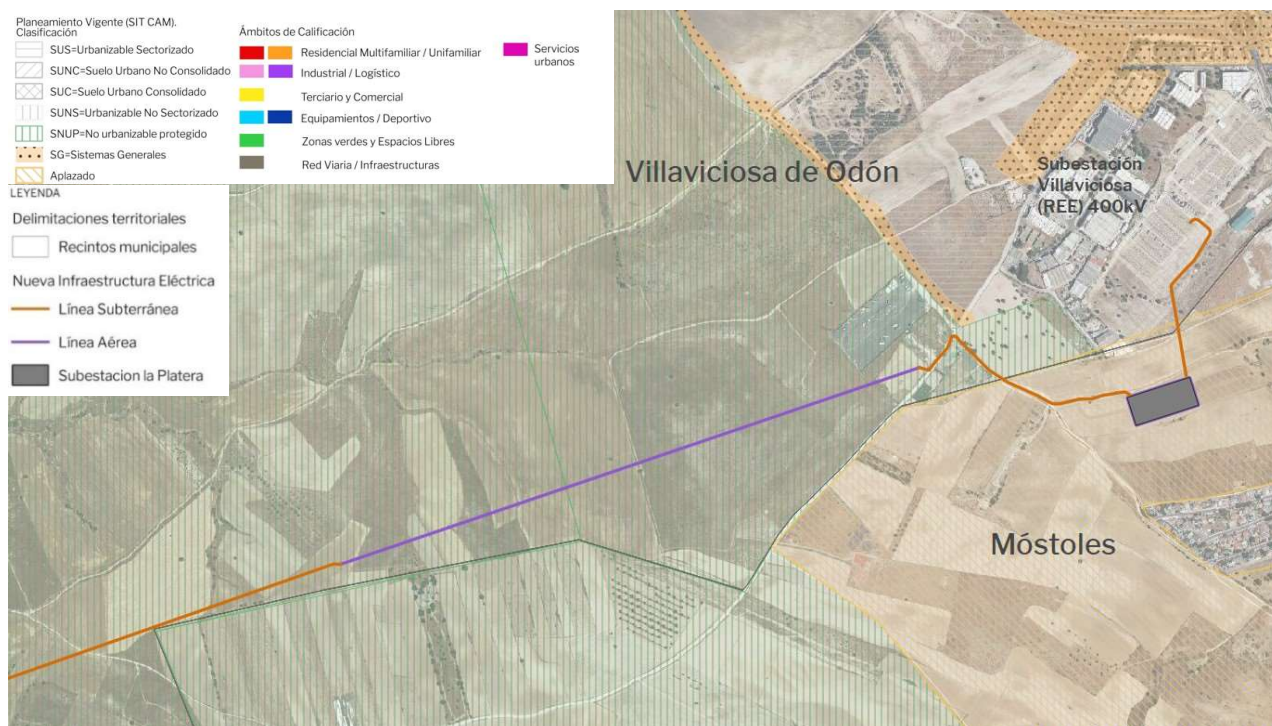 Planeamiento Vigente (SIT CAM).
Clasificación
SUS=Urbanizable Sectorizado
SUNC=Suelo Urbano No Consolidado
SUC=Suelo Urbano Consolidado
SUNS=Urbanizable No Sectorizado
SNUP=No urbanizable protegido
SG=Sistemas Generales
Aplazado
Ámbitos de Calificación
Residencial Multifamiliar / Unifamiliar
Industrial / Logístico
Terciario y Comercial
Equipamientos / Deportivo
Zonas verdes y Espacios Libres
Red Viaria / Infraestructuras
Servicios
urbanos
LEYENDA
Delimitaciones territoriales
Recintos municipales
Nueva Infraestructura Eléctrica
Línea Subterránea
Línea Aérea
Subestacion la Platera
Villaviciosa de Odón
Subestación
Villaviciosa
(REE) 400kV
Móstoles